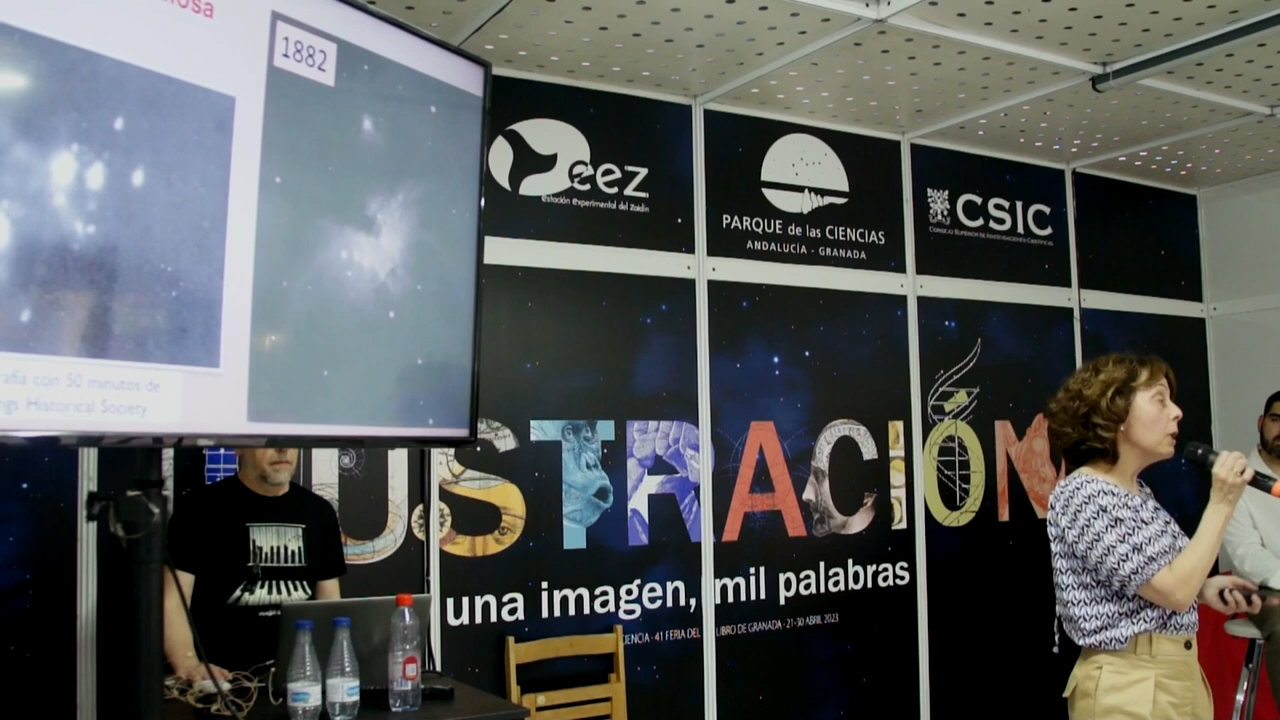 1882
eez
estación experimental del Zaidín
PARQUE de las CIENCIAS
ANDALUCÍA - GRANADA
CSIC
CONSEJO SUPERIOR DE INVESTIGACIONES CIENTÍFICAS
con 50 minutos de
Historical Society
USTRACIÓN
una imagen, mil palabras
CIENCIA · 41 FERIA DEL LIBRO DE GRANADA · 21-30 ABRIL 2023